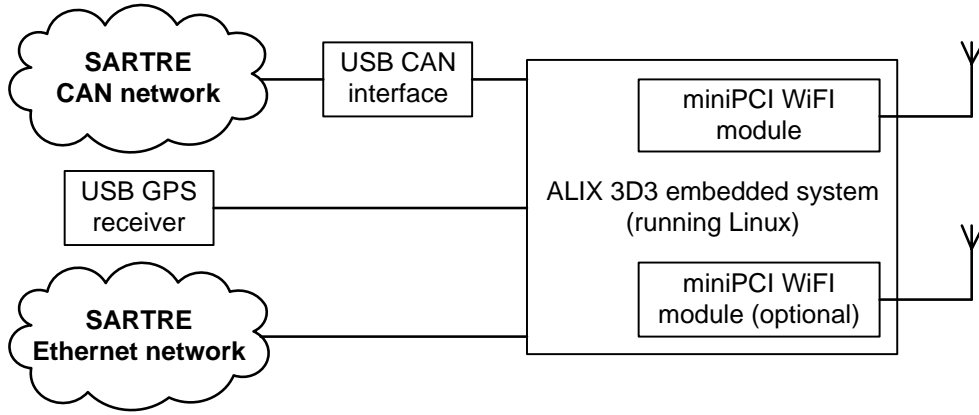 SARTRE
CAN network
USB CAN
interface
miniPCI WiFI
module
USB GPS
receiver
ALIX 3D3 embedded system
(running Linux)
SARTRE
Ethernet network
miniPCI WiFI
module (optional)